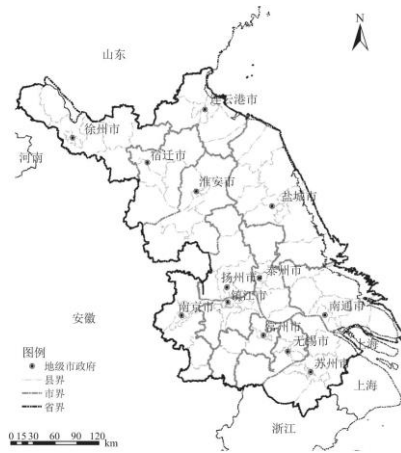 N
山东
连云港市
徐州市
河南
宿迁市
淮安市
盐城市
扬州市
泰州市
镇江市
南京市
南通市
安徽
常州市
无锡市
上海
苏州市
上海
浙江
图例
地级市政府
县界
市界
省界
0 15 30 60 90 120
km